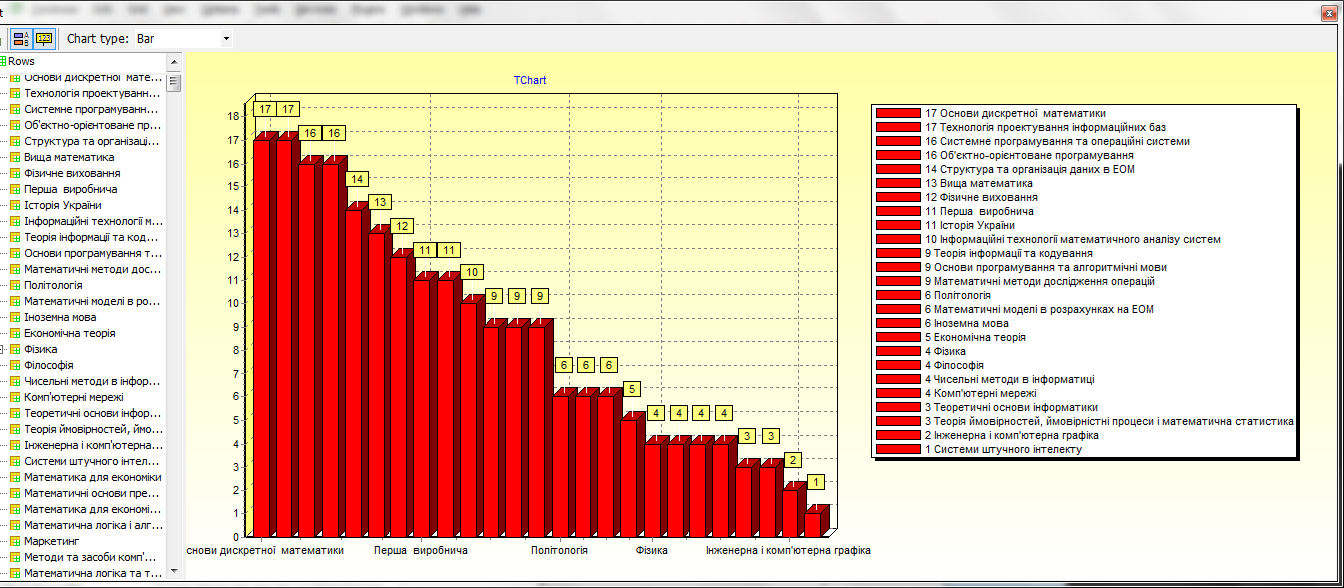 t
Chart type: Bar
Rows
Основи дискретної мате...
Технологія проектуванн...
Системне програмуванн...
Об'єктно-орієнтоване пр...
Структура та організаці...
Вища математика
Фізичне виховання
Перша виробнича
Історія України
Інформаційні технології м...
Теорія інформації та код...
Основи програмування т...
Математичні методи дос...
Політологія
Математичні моделі в ро...
Іноземна мова
Економічна теорія
Фізика
Філософія
Чисельні методи в інфор...
Комп'ютерні мережі
Теоретичні основи інфор...
Теорія ймовірностей, ймо...
Інженерна і комп'ютерна...
Системи штучного інтел...
Математика для економіки
Математичні основи пре...
Математика для економі...
Математична логіка і алг...
Маркетинг
Методи та засоби комп'...
Математична логіка та т...
TChart
18
17
16
15
14
13
12
11
10
9
8
7
6
5
4
3
2
1
0
17 17
16 16
14
13
12
11 11
10
9 9 9
6 6 6
5
4 4 4 4
3 3
2
1
снови дискретної математики Перша виробнича Політологія Фізика Інженерна і комп'ютерна графіка
17 Основи дискретної математики
17 Технологія проектування інформаційних баз
16 Системне програмування та операційні системи
16 Об'єктно-орієнтоване програмування
14 Структура та організація даних в ЕОМ
13 Вища математика
12 Фізичне виховання
11 Перша виробнича
11 Історія України
10 Інформаційні технології математичного аналізу систем
9 Теорія інформації та кодування
9 Основи програмування та алгоритмічні мови
9 Математичні методи дослідження операцій
6 Політологія
6 Математичні моделі в розрахунках на ЕОМ
6 Іноземна мова
5 Економічна теорія
4 Фізика
4 Філософія
4 Чисельні методи в інформатиці
4 Комп'ютерні мережі
3 Теоретичні основи інформатики
3 Теорія ймовірностей, ймовірністні процеси і математична статистика
2 Інженерна і комп'ютерна графіка
1 Системи штучного інтелекту